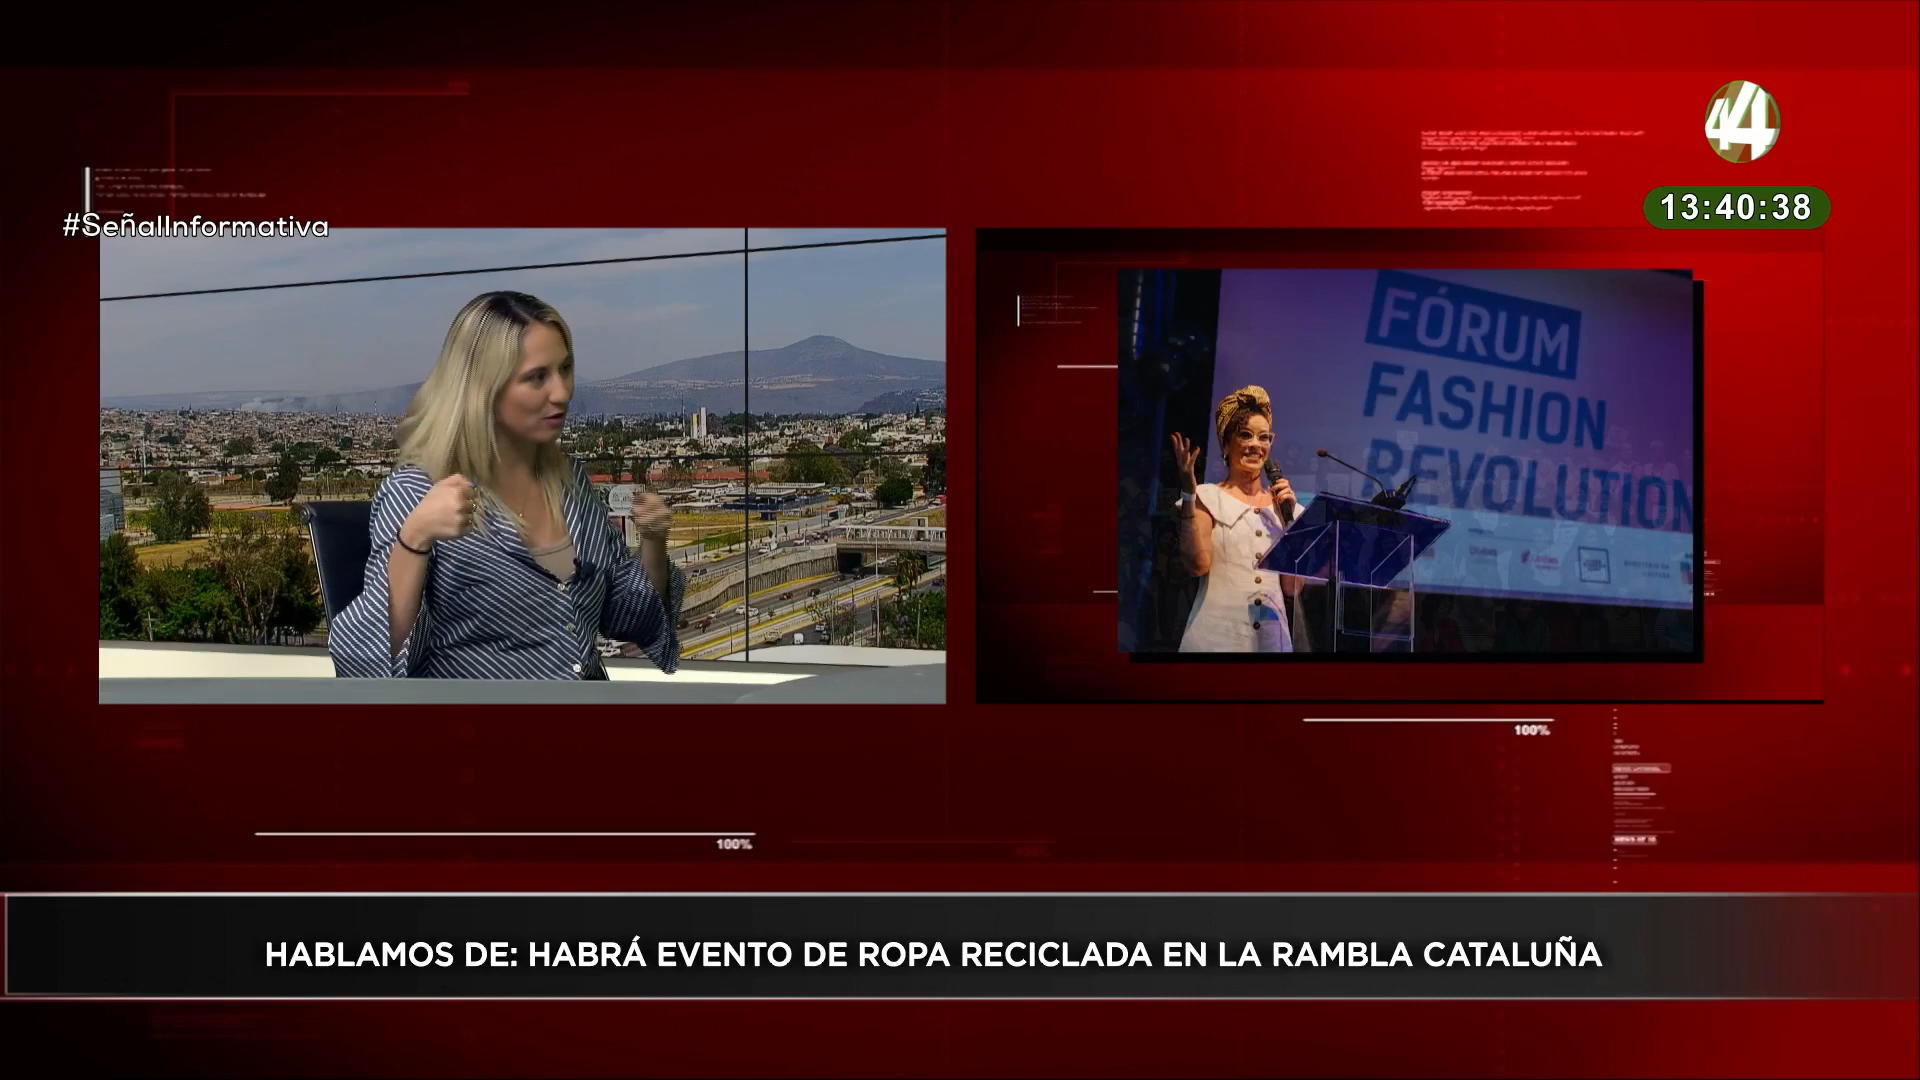 44
13:40:38
#SeñalInformativa
FÓRUM
FASHION
REVOLUTION
100%
100%
HABLAMOS DE: HABRÁ EVENTO DE ROPA RECICLADA EN LA RAMBLA CATALUÑA